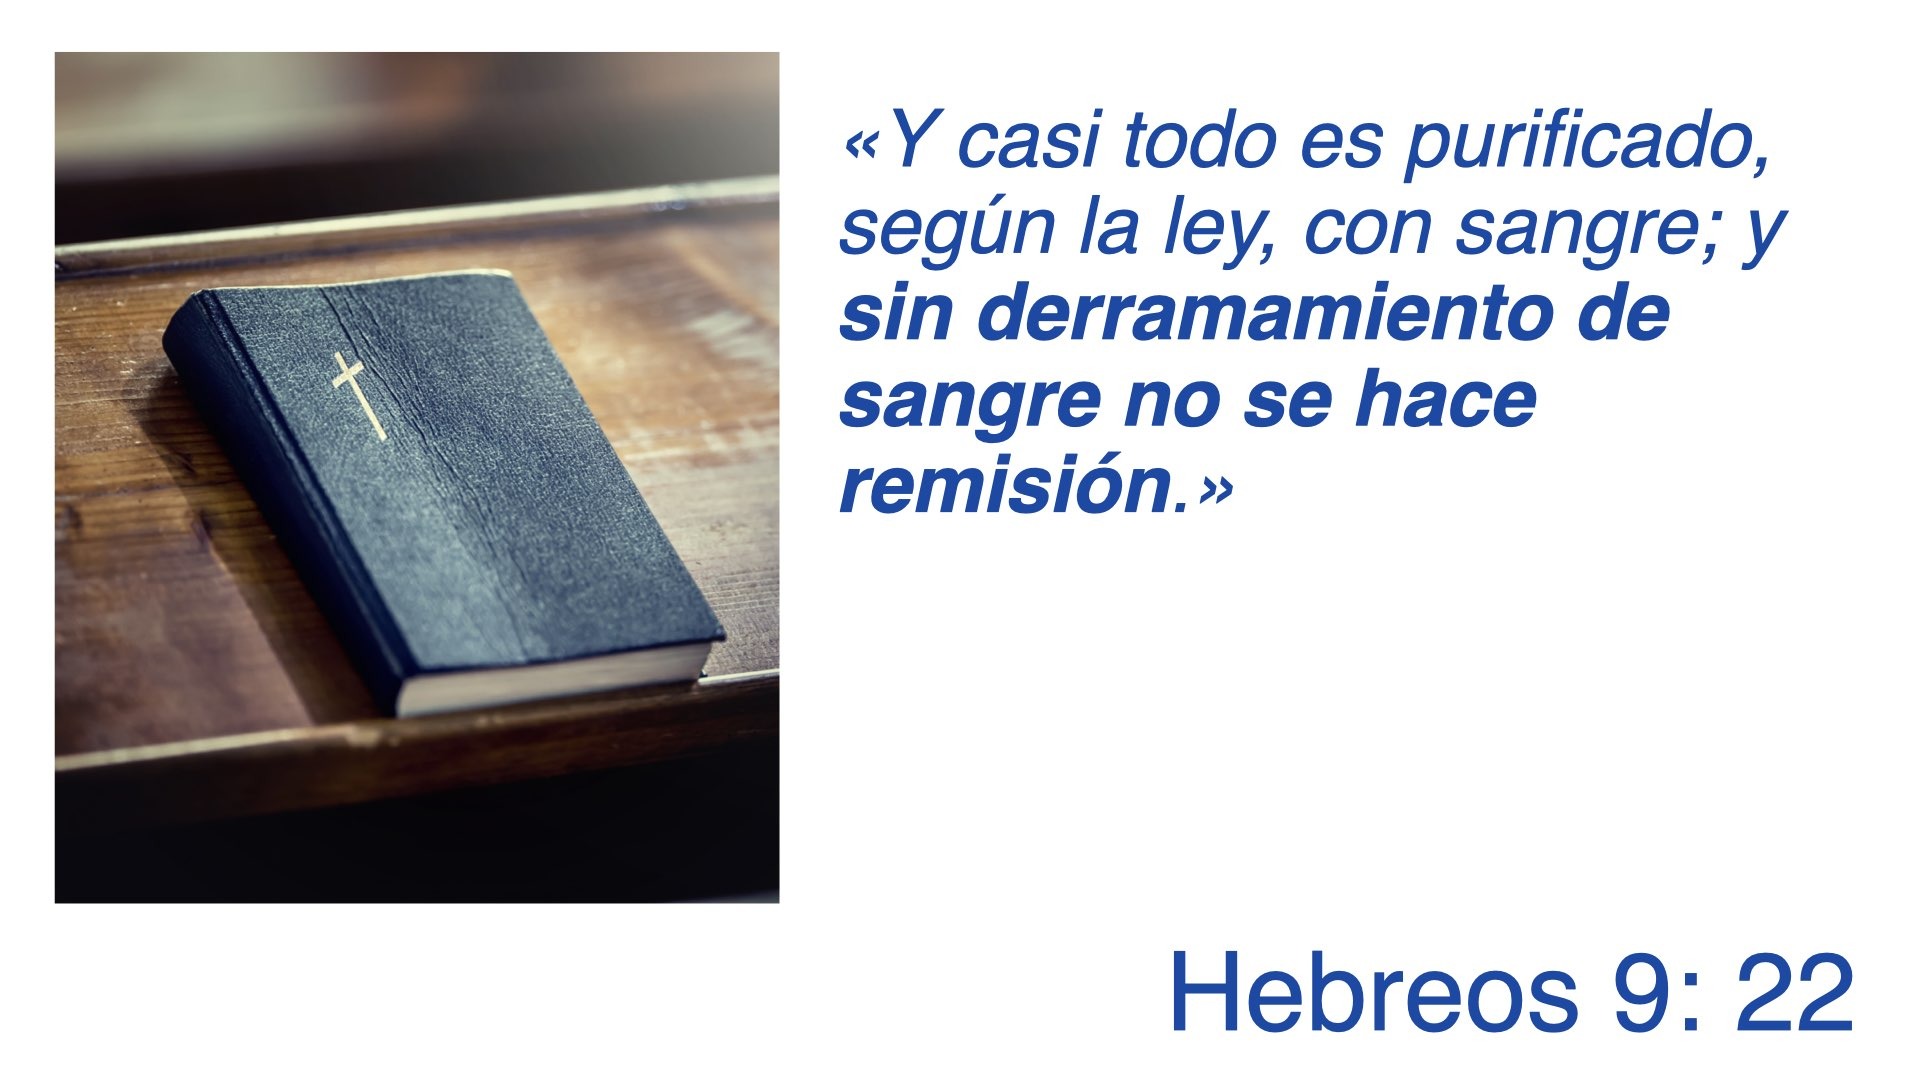 «Y casi todo es purificado,
según la ley, con sangre; y
sin derramamiento de
sangre no se hace
remisión.»
Hebreos 9: 22